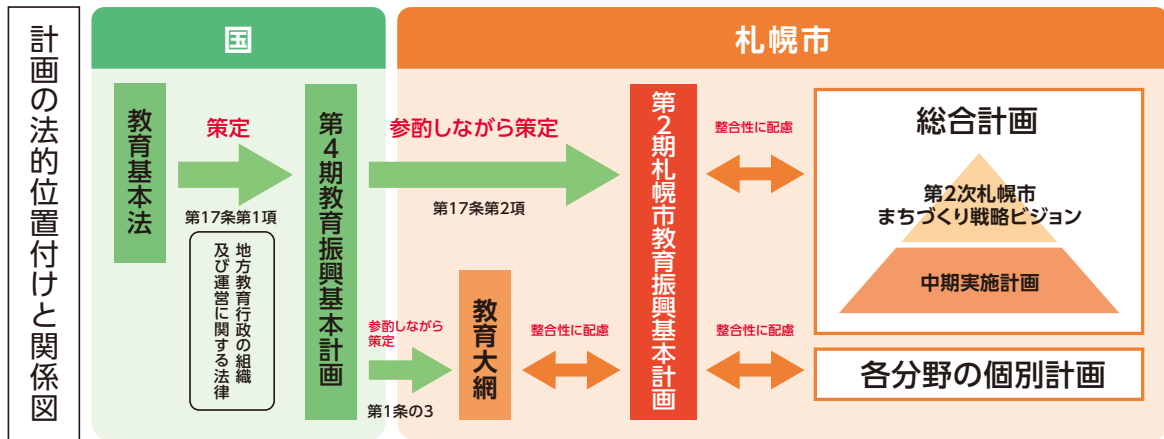 計画の法的位置付けと関係図
国
札幌市
教育基本法
策定
第17条第1項
地方教育行政の組織
及び運営に関する法律
第4期教育振興基本計画
参酌しながら策定
第17条第2項
参酌しながら
策定
第1条の3
教育大綱
整合性に配慮
第2期札幌市教育振興基本計画
整合性に配慮
整合性に配慮
総合計画
第2次札幌市
まちづくり戦略ビジョン
中期実施計画
各分野の個別計画